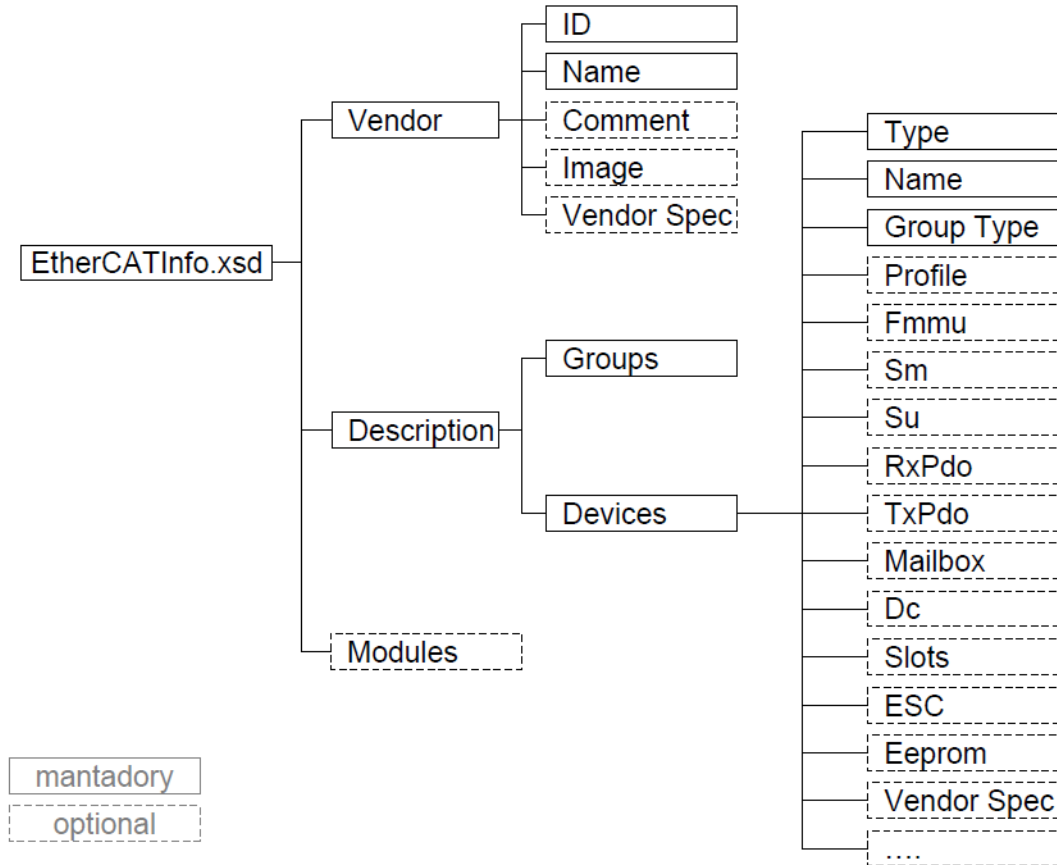 EtherCATInfo.xsd
Vendor
ID
Name
Comment
Image
Vendor Spec
Description
Groups
Devices
Type
Name
Group Type
Profile
Fmmu
Sm
Su
RxPdo
TxPdo
Mailbox
Dc
Slots
ESC
Eeprom
Vendor Spec
....
Modules
mantadory
optional